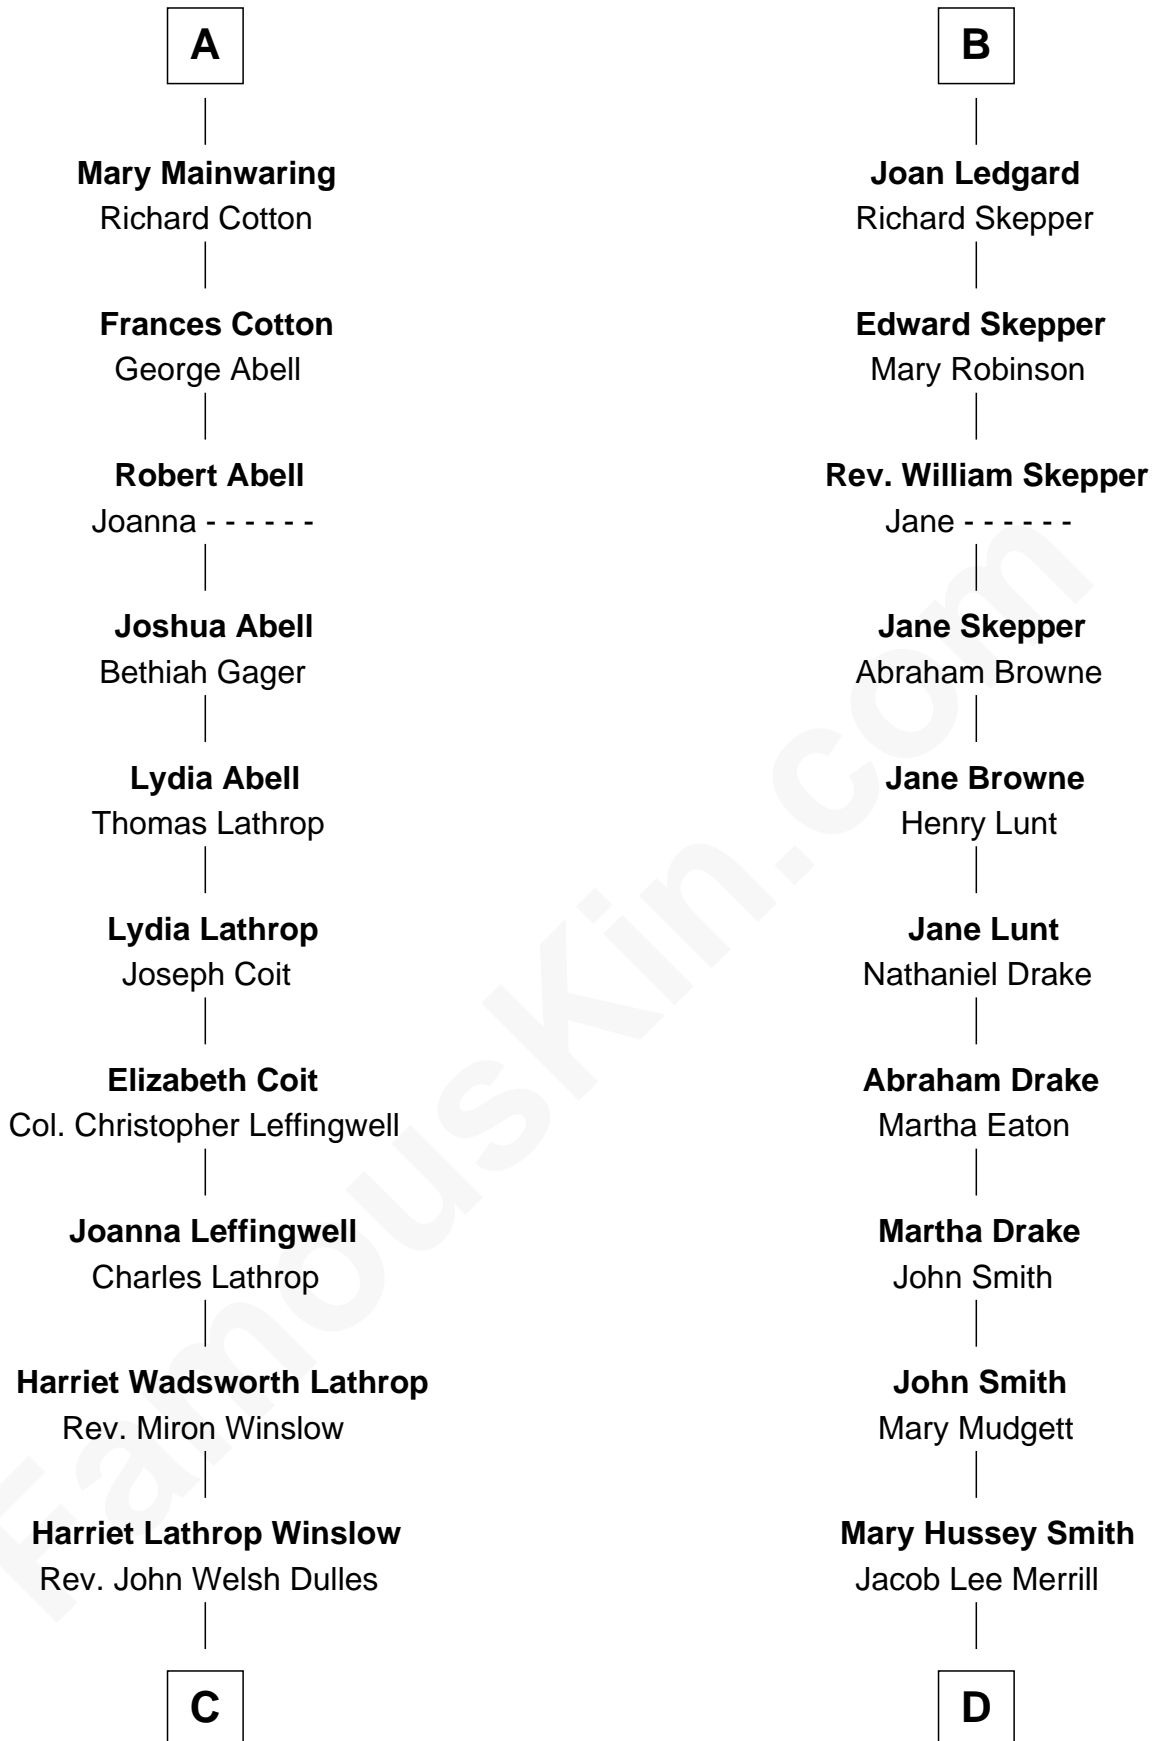 A
Mary Mainwaring
Richard Cotton
Frances Cotton
George Abell
Robert Abell
Joanna - - - - - -
Joshua Abell
Bethiah Gager
Lydia Abell
Thomas Lathrop
Lydia Lathrop
Joseph Coit
Elizabeth Coit
Col. Christopher Leffingwell
Joanna Leffingwell
Charles Lathrop
Harriet Wadsworth Lathrop
Rev. Miron Winslow
Harriet Lathrop Winslow
Rev. John Welsh Dulles
C
B
Joan Ledgard
Richard Skepper
Edward Skepper
Mary Robinson
Rev. William Skepper
Jane - - - - - -
Jane Skepper
Abraham Browne
Jane Browne
Henry Lunt
Jane Lunt
Nathaniel Drake
Abraham Drake
Martha Eaton
Martha Drake
John Smith
John Smith
Mary Mudgett
Mary Hussey Smith
Jacob Lee Merrill
D
FamousKin.com